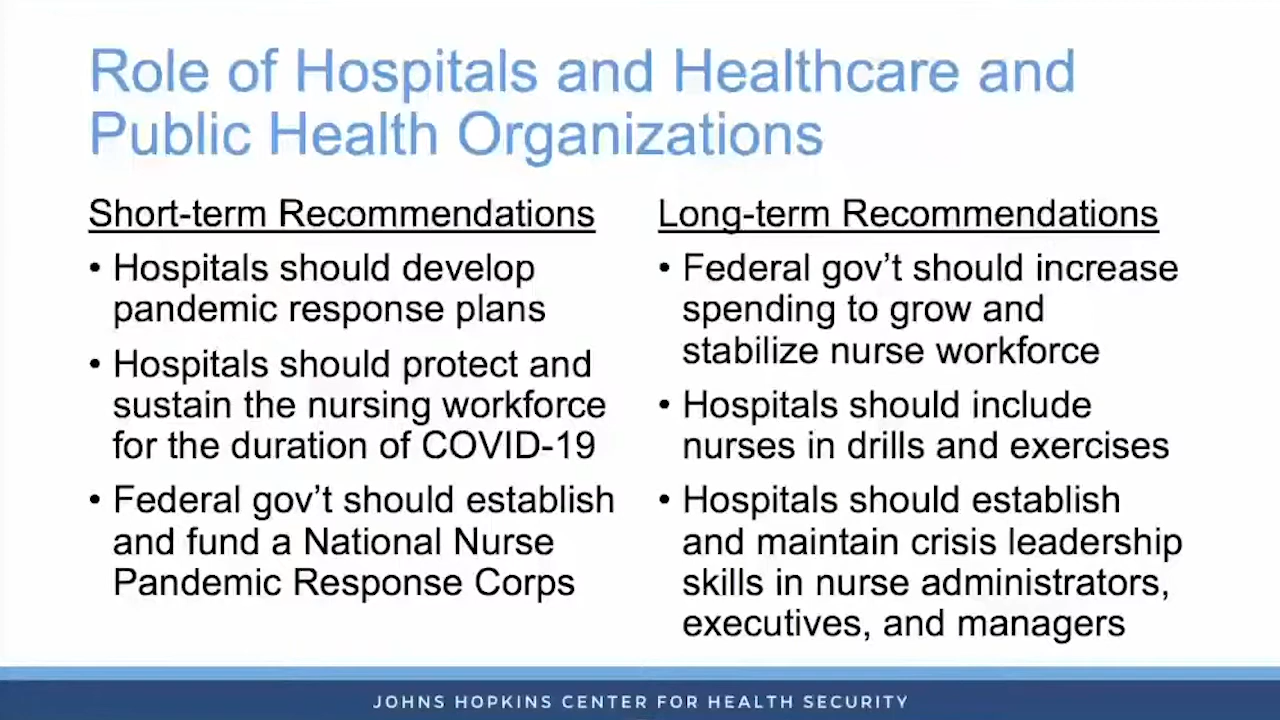 Role of Hospitals and Healthcare and
Public Health Organizations
Short-term Recommendations
• Hospitals should develop
pandemic response plans
• Hospitals should protect and
sustain the nursing workforce
for the duration of COVID-19
• Federal gov’t should establish
and fund a National Nurse
Pandemic Response Corps
Long-term Recommendations
• Federal gov’t should increase
spending to grow and
stabilize nurse workforce
• Hospitals should include
nurses in drills and exercises
• Hospitals should establish
and maintain crisis leadership
skills in nurse administrators,
executives, and managers
JOHNS HOPKINS CENTER FOR HEALTH SECURITY